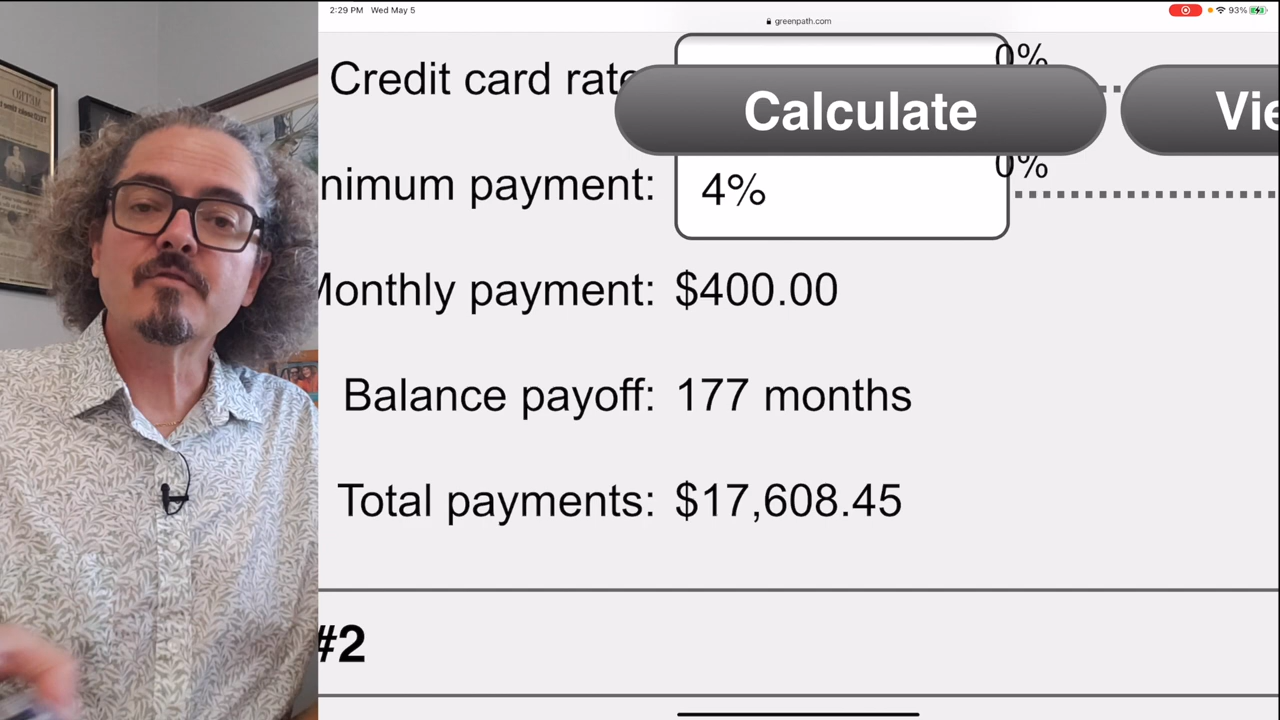 2:29 PM Wed May 5
93%
greenpath.com
METRO
Credit card rate
0%
Calculate
Vie
nimum payment:
4%
0%
Monthly payment: $400.00
Balance payoff: 177 months
Total payments: $17,608.45
#2